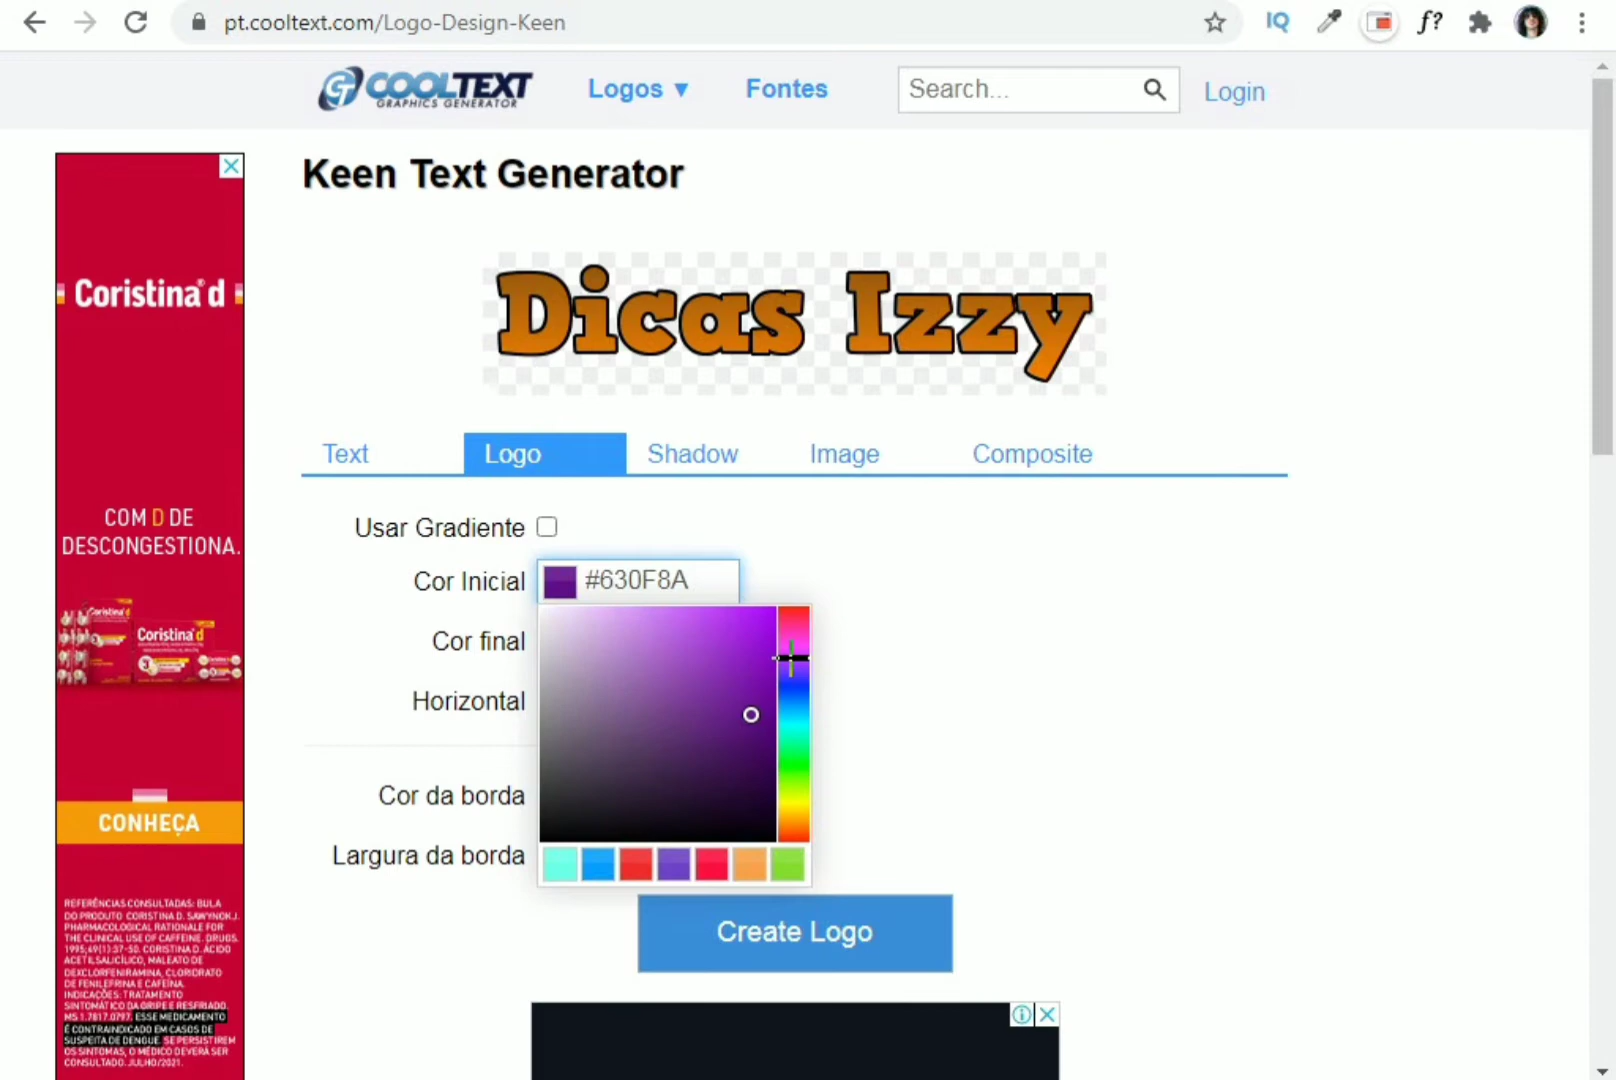 pt.cooltext.com/Logo-Design-Keen
IQ
f?
COOLTEXT
GRAPHICS GENERATOR
Logos ▼
Fontes
Search...
Login
Keen Text Generator
Dicas Izzy
Text
Logo
Shadow
Image
Composite
Usar Gradiente
Cor Inicial
#630F8A
Cor final
Horizontal
Cor da borda
Largura da borda
Create Logo
Coristina® d
COM D DE
DESCONGESTIONA.
Coristina d
Coristina d
CONHEÇA
REFERÊNCIAS CONSULTADAS: BULA
DO PRODUTO CORISTINA D. SAWYNOK J.
PHARMACOLOGICAL RATIONALE FOR
THE CLINICAL USE OF CAFFEINE. DRUGS.
1995;49(1):37-50. CORISTINA D. ÁCIDO
ACETILSALICÍLICO, MALEATO DE
DEXCLORFENIRAMINA, CLORIDRATO
DE FENILEFRINA E CAFEÍNA.
INDICAÇÕES: TRATAMENTO
SINTOMÁTICO DA GRIPE E RESFRIADO.
MS 1.7817.0797. ESSE MEDICAMENTO
É CONTRAINDICADO EM CASOS DE
SUSPEITA DE DENGUE. SE PERSISTIREM
OS SINTOMAS, O MÉDICO DEVERÁ SER
CONSULTADO. JULHO/2021.